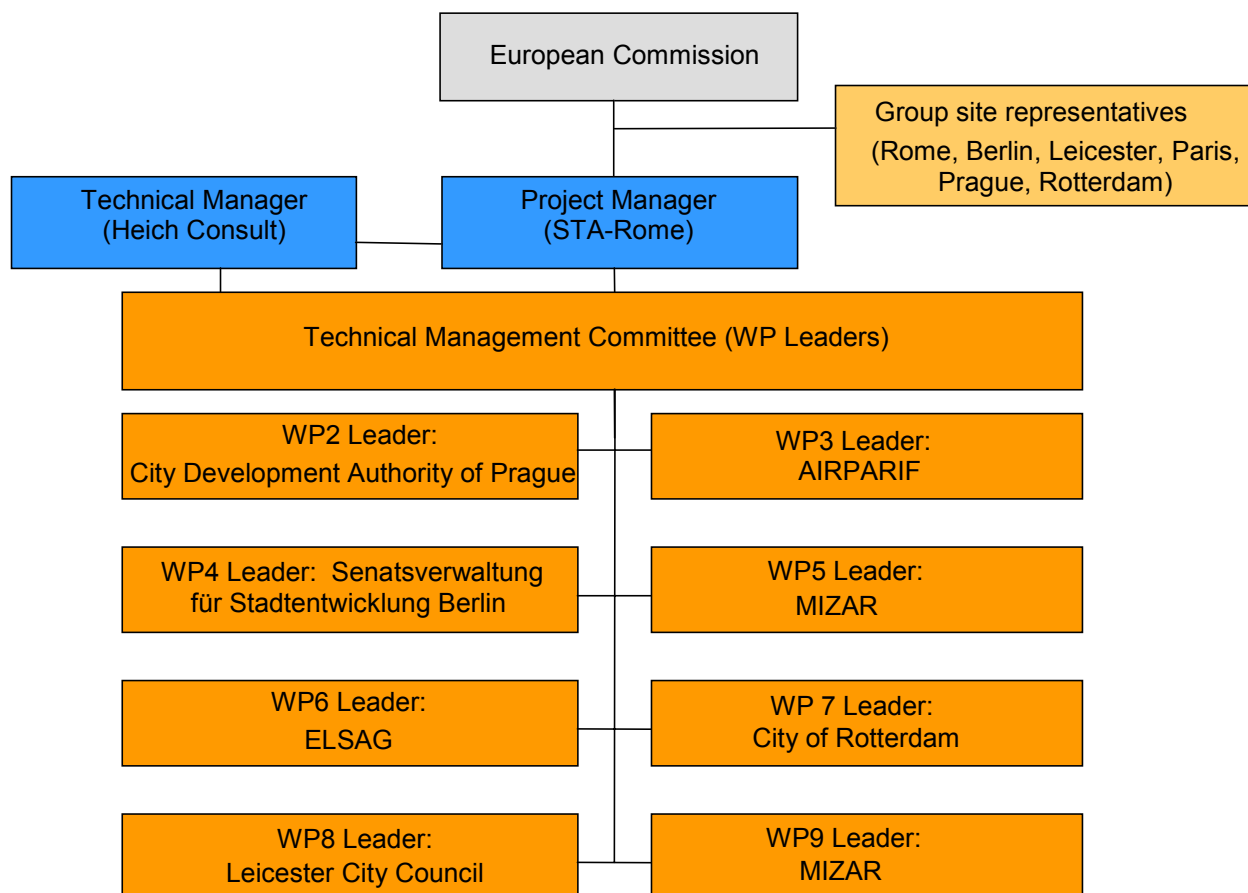 European Commission
Group site representatives
(Rome, Berlin, Leicester, Paris,
Prague, Rotterdam)
Technical Manager
(Heich Consult)
Project Manager
(STA-Rome)
Technical Management Committee (WP Leaders)
WP2 Leader:
City Development Authority of Prague
WP3 Leader:
AIRPARIF
WP4 Leader: Senatsverwaltung
für Stadtentwicklung Berlin
WP5 Leader:
MIZAR
WP6 Leader:
ELSAG
WP 7 Leader:
City of Rotterdam
WP8 Leader:
Leicester City Council
WP9 Leader:
MIZAR